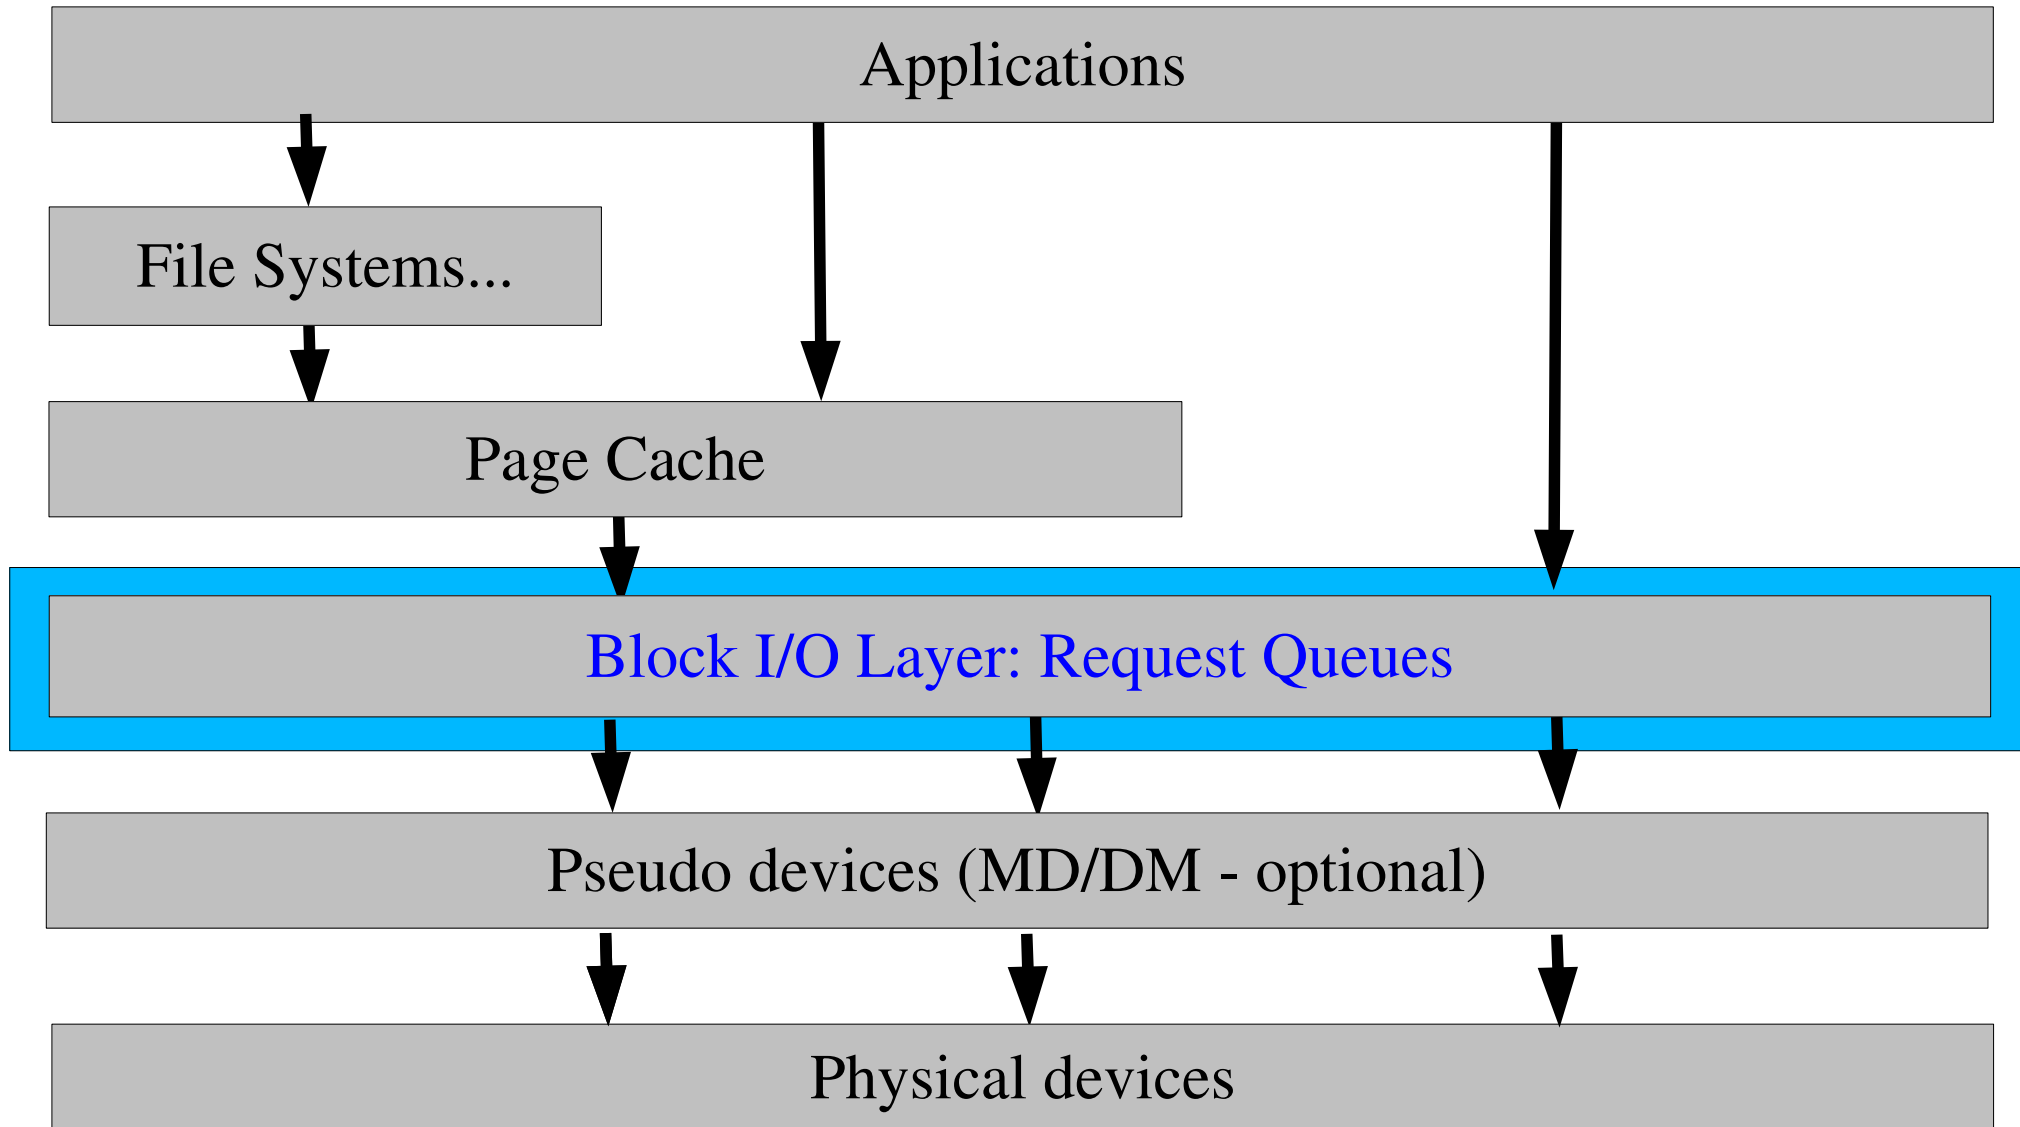 Applications
File Systems...
Page Cache
Block I/O Layer: Request Queues
Pseudo devices (MD/DM - optional)
Physical devices